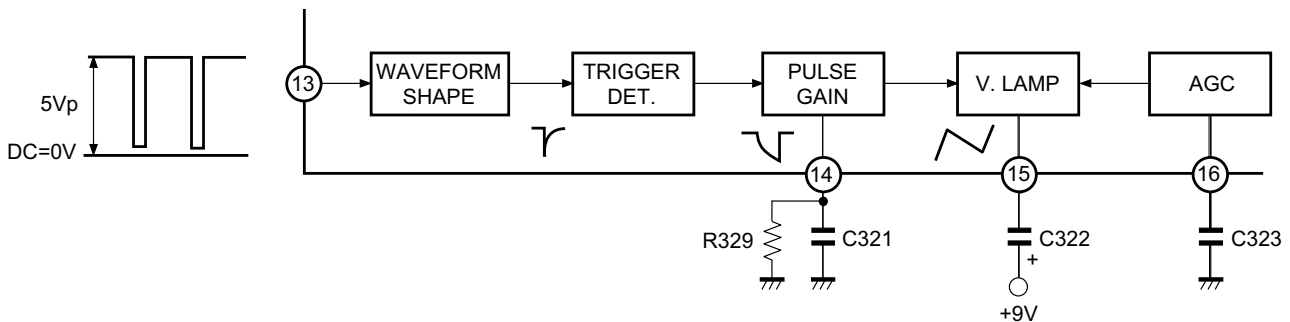 5Vp
DC=0V
13
WAVEFORM
SHAPE
TRIGGER
DET.
PULSE
GAIN
V. LAMP
AGC
14
15
16
R329
C321
C322
+
+9V
C323